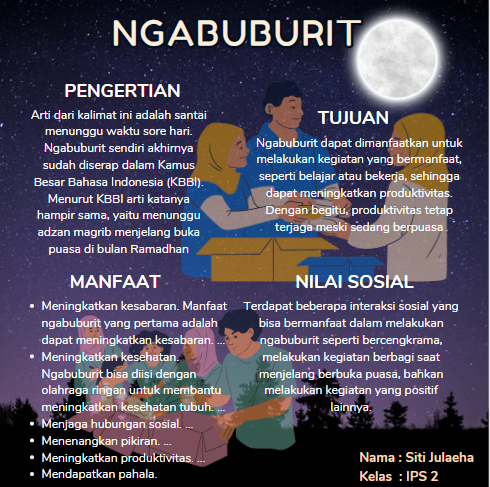 NGABUBURIT
PENGERTIAN
Arti dari kalimat ini adalah santai
menunggu waktu sore hari.
Ngabuburit sendiri akhirnya
sudah diserap dalam Kamus
Besar Bahasa Indonesia (KBBI).
Menurut KBBI arti katanya
hampir sama, yaitu menunggu
adzan magrib menjelang buka
puasa di bulan Ramadhan
TUJUAN
Ngabuburit dapat dimanfaatkan untuk
melakukan kegiatan yang bermanfaat,
seperti belajar atau bekerja, sehingga
dapat meningkatkan produktivitas.
Dengan begitu, produktivitas tetap
terjaga meski sedang berpuasa .
MANFAAT
• Meningkatkan kesabaran. Manfaat
ngabuburit yang pertama adalah
dapat meningkatkan kesabaran. ...
• Meningkatkan kesehatan.
Ngabuburit bisa diisi dengan
olahraga ringan untuk membantu
meningkatkan kesehatan tubuh. ...
• Menjaga hubungan sosial. ...
• Menenangkan pikiran. ...
• Meningkatkan produktivitas. ...
• Mendapatkan pahala.
NILAI SOSIAL
Terdapat beberapa interaksi sosial yang
bisa bermanfaat dalam melakukan
ngabuburit seperti bercengkrama,
melakukan kegiatan berbagi saat
menjelang berbuka puasa, bahkan
melakukan kegiatan yang positif
lainnya.
Nama : Siti Julaeha
Kelas : IPS 2